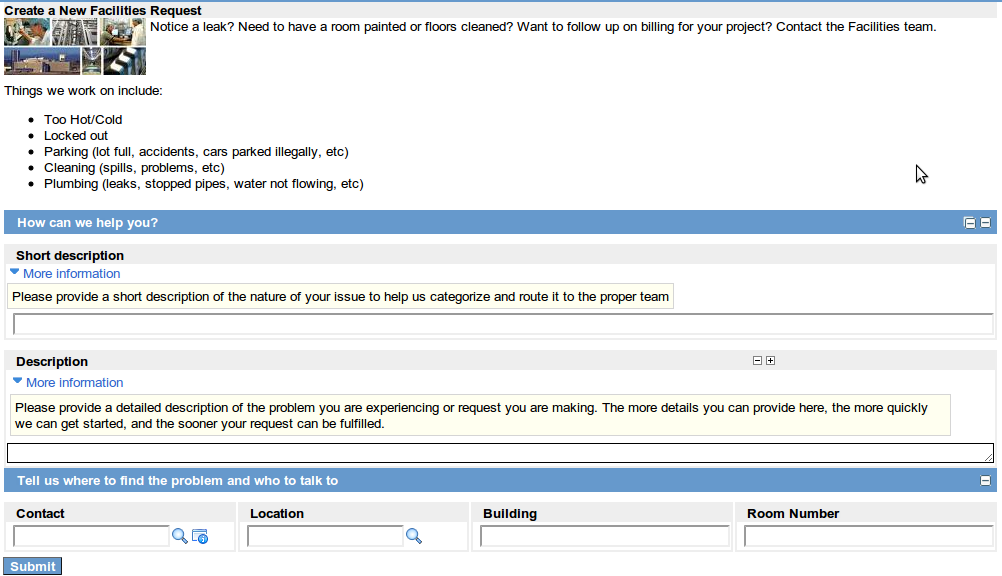 Create a New Facilities Request
Notice a leak? Need to have a room painted or floors cleaned? Want to follow up on billing for your project? Contact the Facilities team.
Things we work on include:
Too Hot/Cold
Locked out
Parking (lot full, accidents, cars parked illegally, etc)
Cleaning (spills, problems, etc)
Plumbing (leaks, stopped pipes, water not flowing, etc)
How can we help you?
Short description
More information
Please provide a short description of the nature of your issue to help us categorize and route it to the proper team
Description
More information
Please provide a detailed description of the problem you are experiencing or request you are making. The more details you can provide here, the more quickly
we can get started, and the sooner your request can be fulfilled.
Tell us where to find the problem and who to talk to
Contact Location Building Room Number
Submit